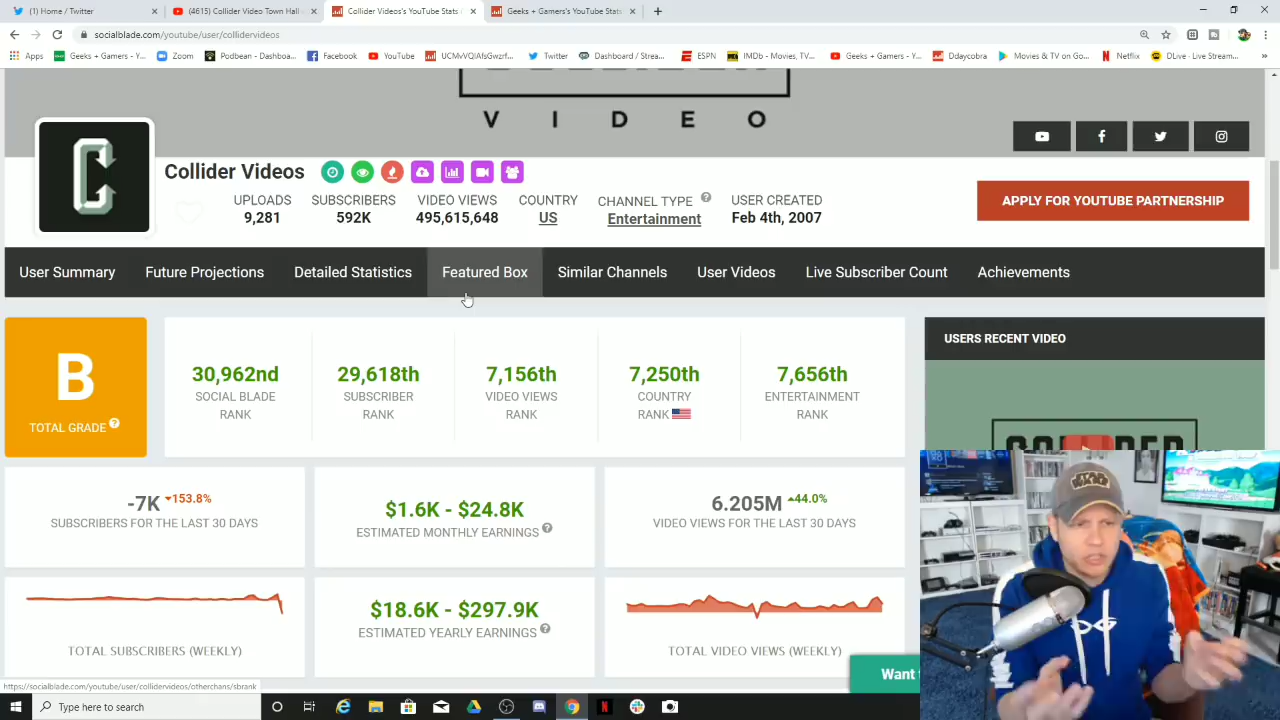 (1) Home / Twitter
(4615) Collider Video Town Hall -
Collider Videos's YouTube Stats -
Geeks + Gamers's YouTube Stat:
socialblade.com/youtube/user/collidervideos
Apps
Geeks + Gamers - Y...
Zoom
Podbean - Dashboa...
Facebook
YouTube
UCMvVQIAfsGwzrf...
Twitter
Dashboard / Strea...
ESPN
IMDb - Movies, TV...
Geeks + Gamers - Y...
Ddaycobra
Movies & TV on Go...
Netflix
DLive - Live Stream...
VIDEO
Collider Videos
UPLOADS
9,281
SUBSCRIBERS
592K
VIDEO VIEWS
495,615,648
COUNTRY
US
CHANNEL TYPE
Entertainment
USER CREATED
Feb 4th, 2007
APPLY FOR YOUTUBE PARTNERSHIP
User Summary
Future Projections
Detailed Statistics
Featured Box
Similar Channels
User Videos
Live Subscriber Count
Achievements
B
TOTAL GRADE
30,962nd
SOCIAL BLADE
RANK
29,618th
SUBSCRIBER
RANK
7,156th
VIDEO VIEWS
RANK
7,250th
COUNTRY
RANK
7,656th
ENTERTAINMENT
RANK
USERS RECENT VIDEO
-7K 153.8%
SUBSCRIBERS FOR THE LAST 30 DAYS
$1.6K - $24.8K
ESTIMATED MONTHLY EARNINGS
6.205M 44.0%
VIDEO VIEWS FOR THE LAST 30 DAYS
TOTAL SUBSCRIBERS (WEEKLY)
$18.6K - $297.9K
ESTIMATED YEARLY EARNINGS
TOTAL VIDEO VIEWS (WEEKLY)
Want
https://socialblade.com/youtube/user/collidervideos/otherchans/sbrank
Type here to search